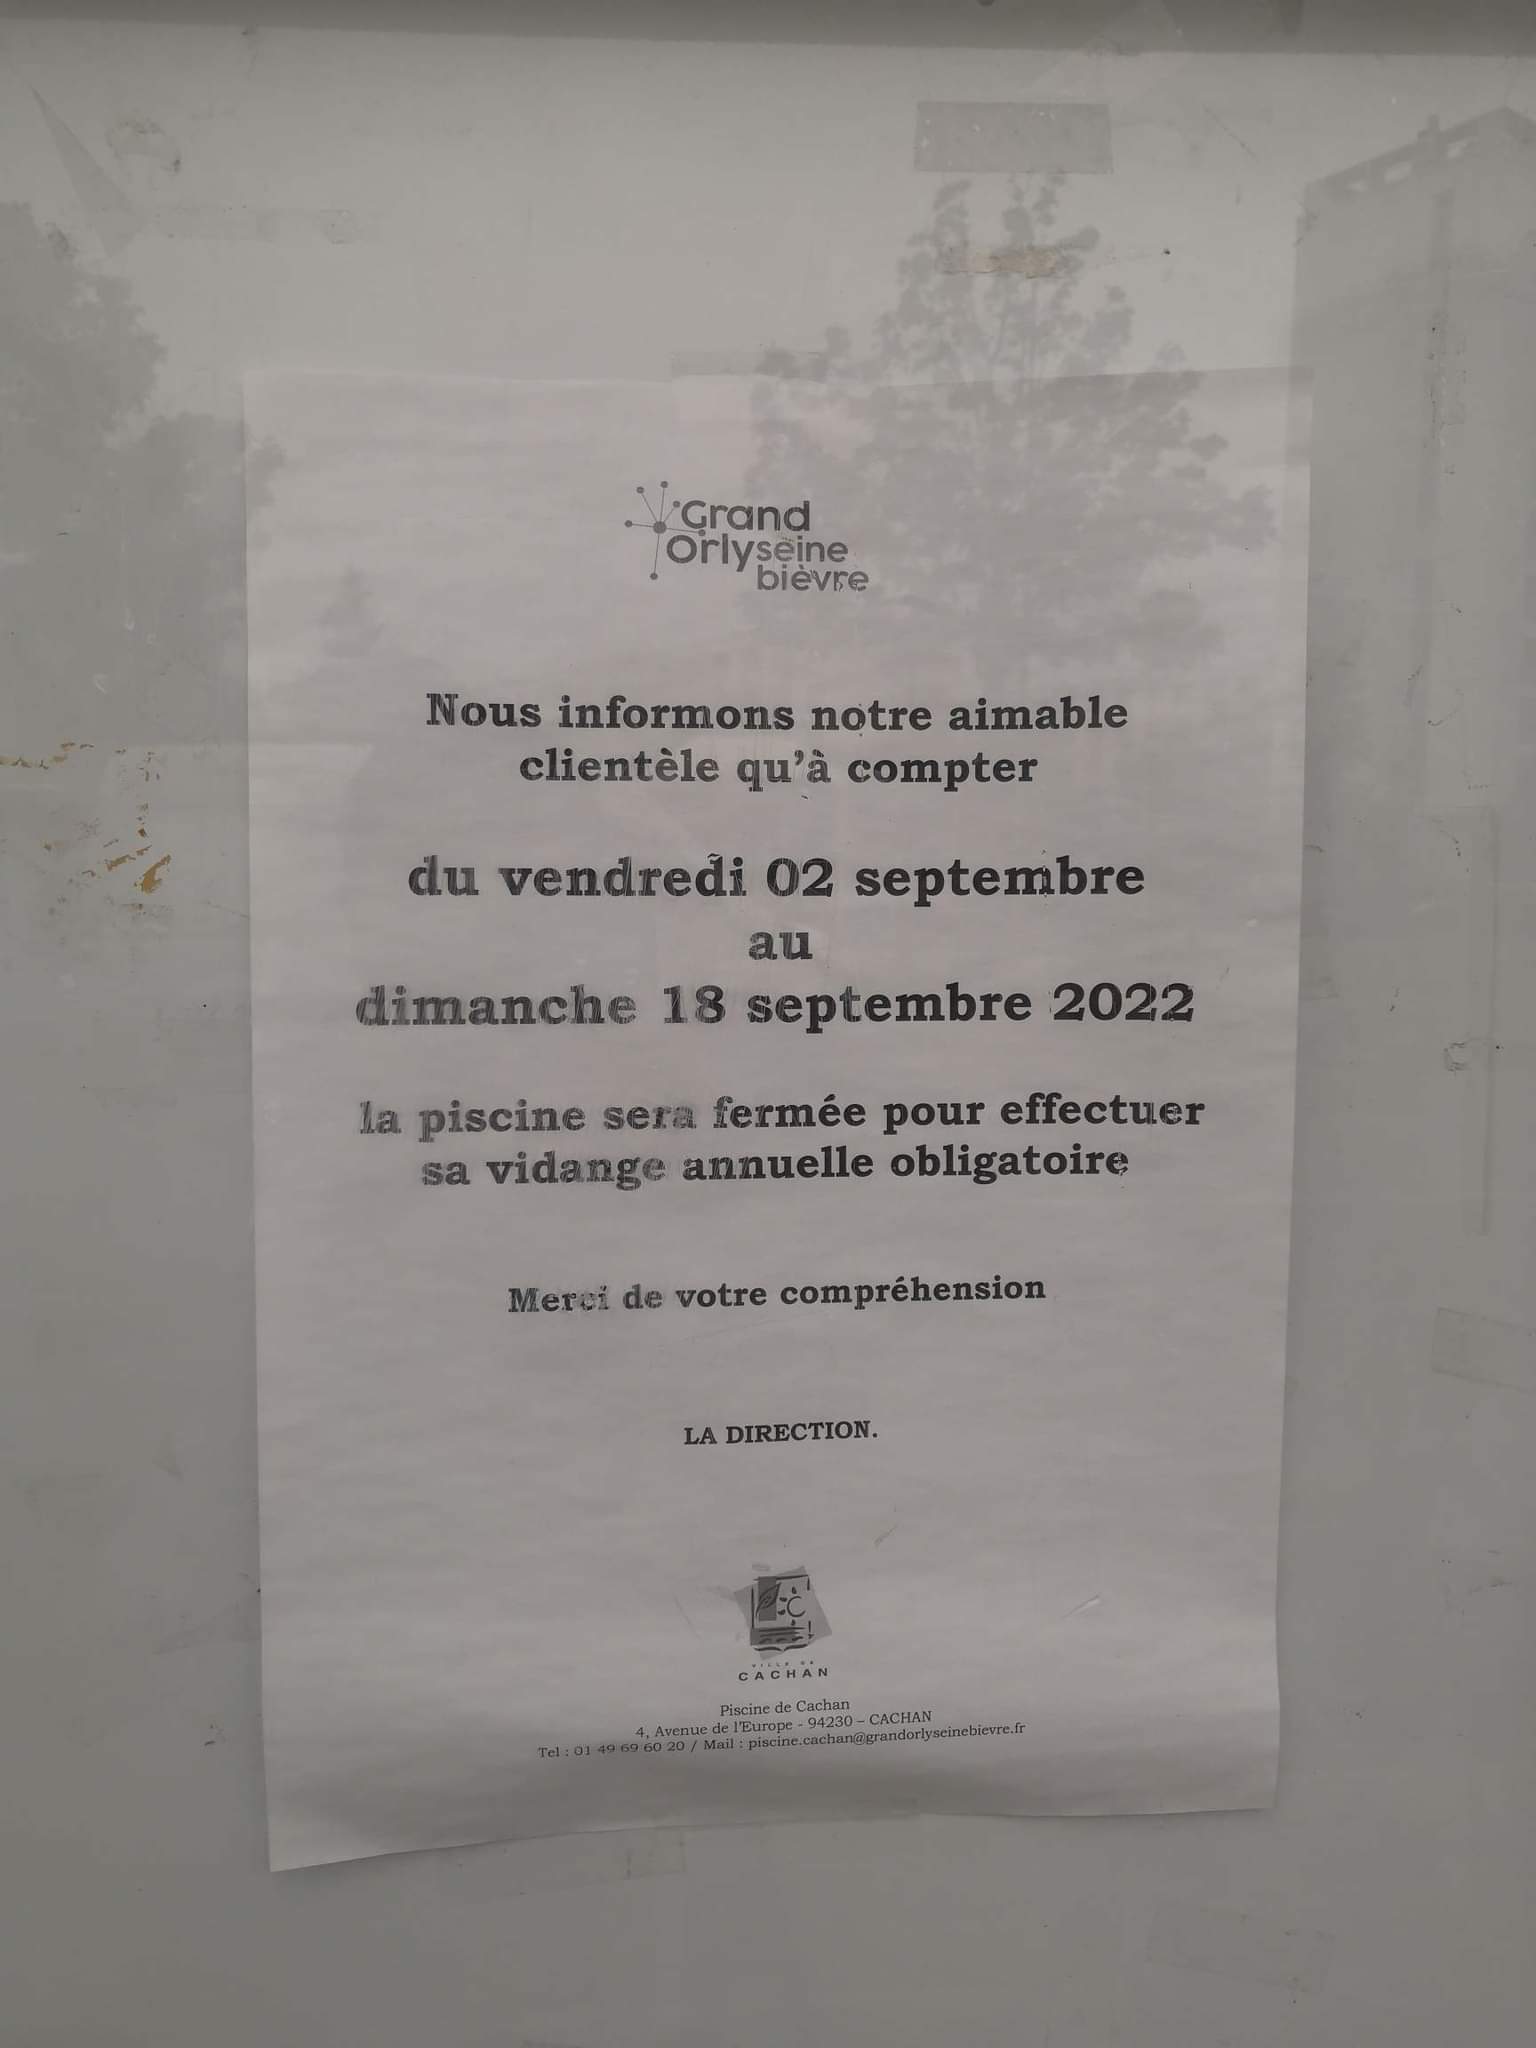 Grand
Orlyseine
bièvre
Nous informons notre aimable
clientèle qu'à compter
du vendredi 02 septembre
au
dimanche 18 septembre 2022
la piscine sera fermée pour effectuer
sa vidange annuelle obligatoire
Merci de votre compréhension
LA DIRECTION.
VILLE DE
CACHAN
Piscine de Cachan
4, Avenue de l'Europe - 94230 – CACHAN
Tel : 01 49 69 60 20 / Mail : piscine.cachan@grandorlyseinebievre.fr